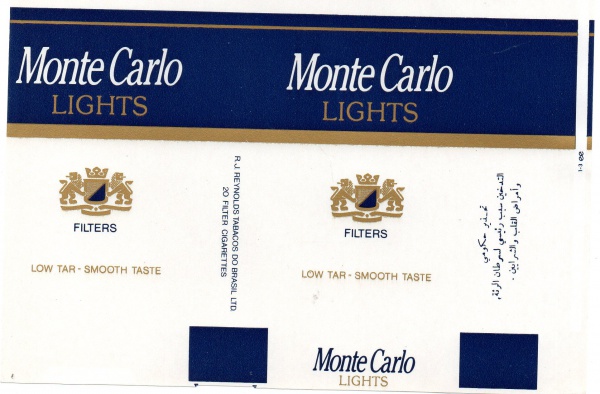 Monte Carlo
LIGHTS
FILTERS
LOW TAR - SMOOTH TASTE
R.J. REYNOLDS TABACOS DO BRASIL LTD.
20 FILTER CIGARETTES
Monte Carlo
LIGHTS
FILTERS
LOW TAR - SMOOTH TASTE
Monte Carlo
LIGHTS
تحذير حكومي
التدخين سبب رئيسي لسرطان الرئة,
وأمراض القلب والشرايين.